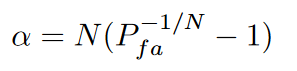 α = N(P_{fa}^{-1/N} − 1)